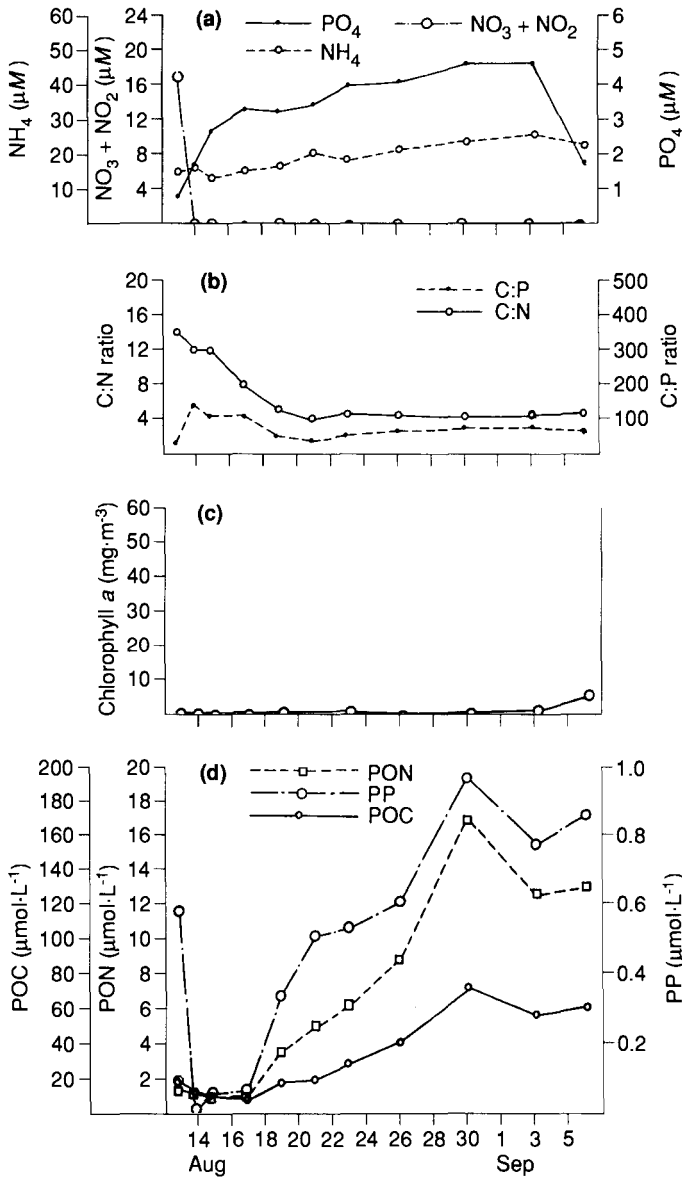 (a)
PO4
NO3 + NO2
NH4
NH4 (µM)
60
50
40
30
20
10
NO3 + NO2 (µM)
24
20
16
12
8
4
PO4 (µM)
6
5
4
3
2
1
(b)
C:P
C:N
C:N ratio
20
16
12
8
4
C:P ratio
500
400
300
200
100
(c)
Chlorophyll a (mg·m-3)
60
50
40
30
20
10
(d)
PON
PP
POC
POC (µmol·L-1)
200
180
160
140
120
100
80
60
40
20
PON (µmol·L-1)
20
18
16
14
12
10
8
6
4
2
PP (µmol·L-1)
1.0
0.8
0.6
0.4
0.2
14 16 18 20 22 24 26 28 30 1 3 5
Aug Sep